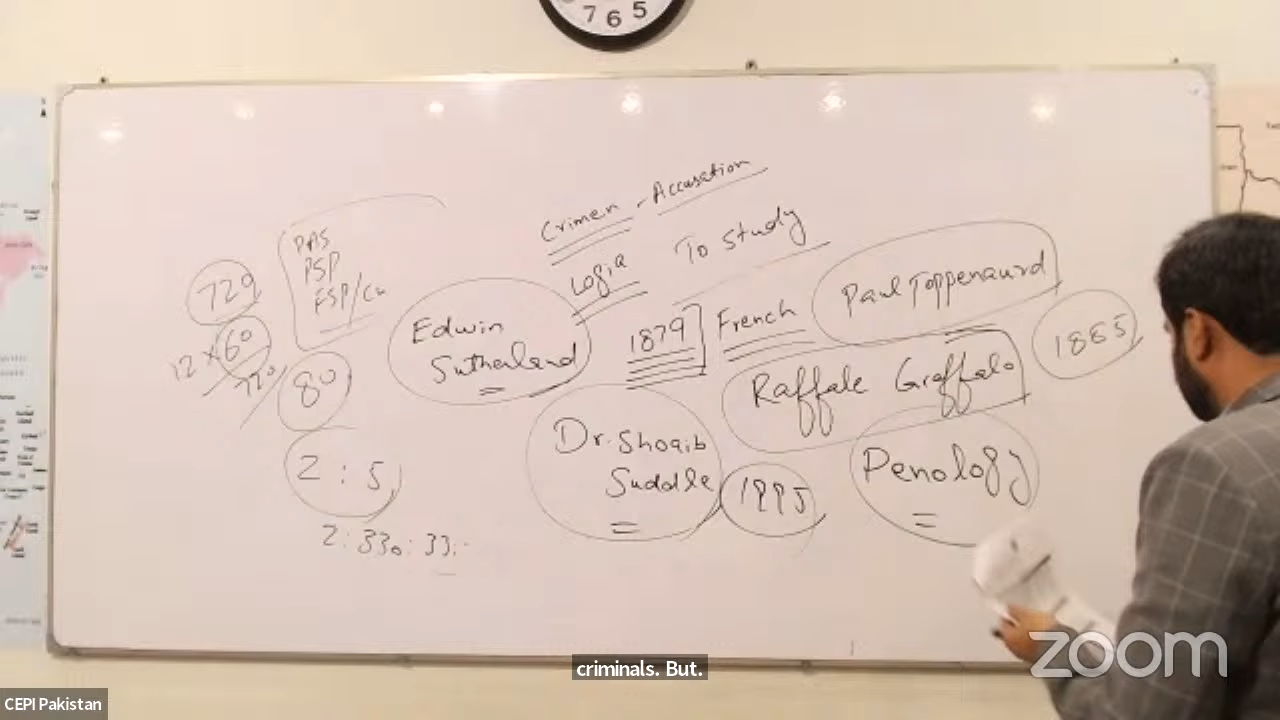 7 6 5
Crimen - Accusation
Logia To Study
PAS
PSP
FSP/Cu
729
12 x 60
720
80
2 : 5
2 : 330 : 33
Edwin
Sutherland
1879
French
Paul Toppenaurd
Raffale Graffalo
1885
Dr. Shoaib
Suddle
1995
Penology
criminals. But.
zoom
CEPI Pakistan